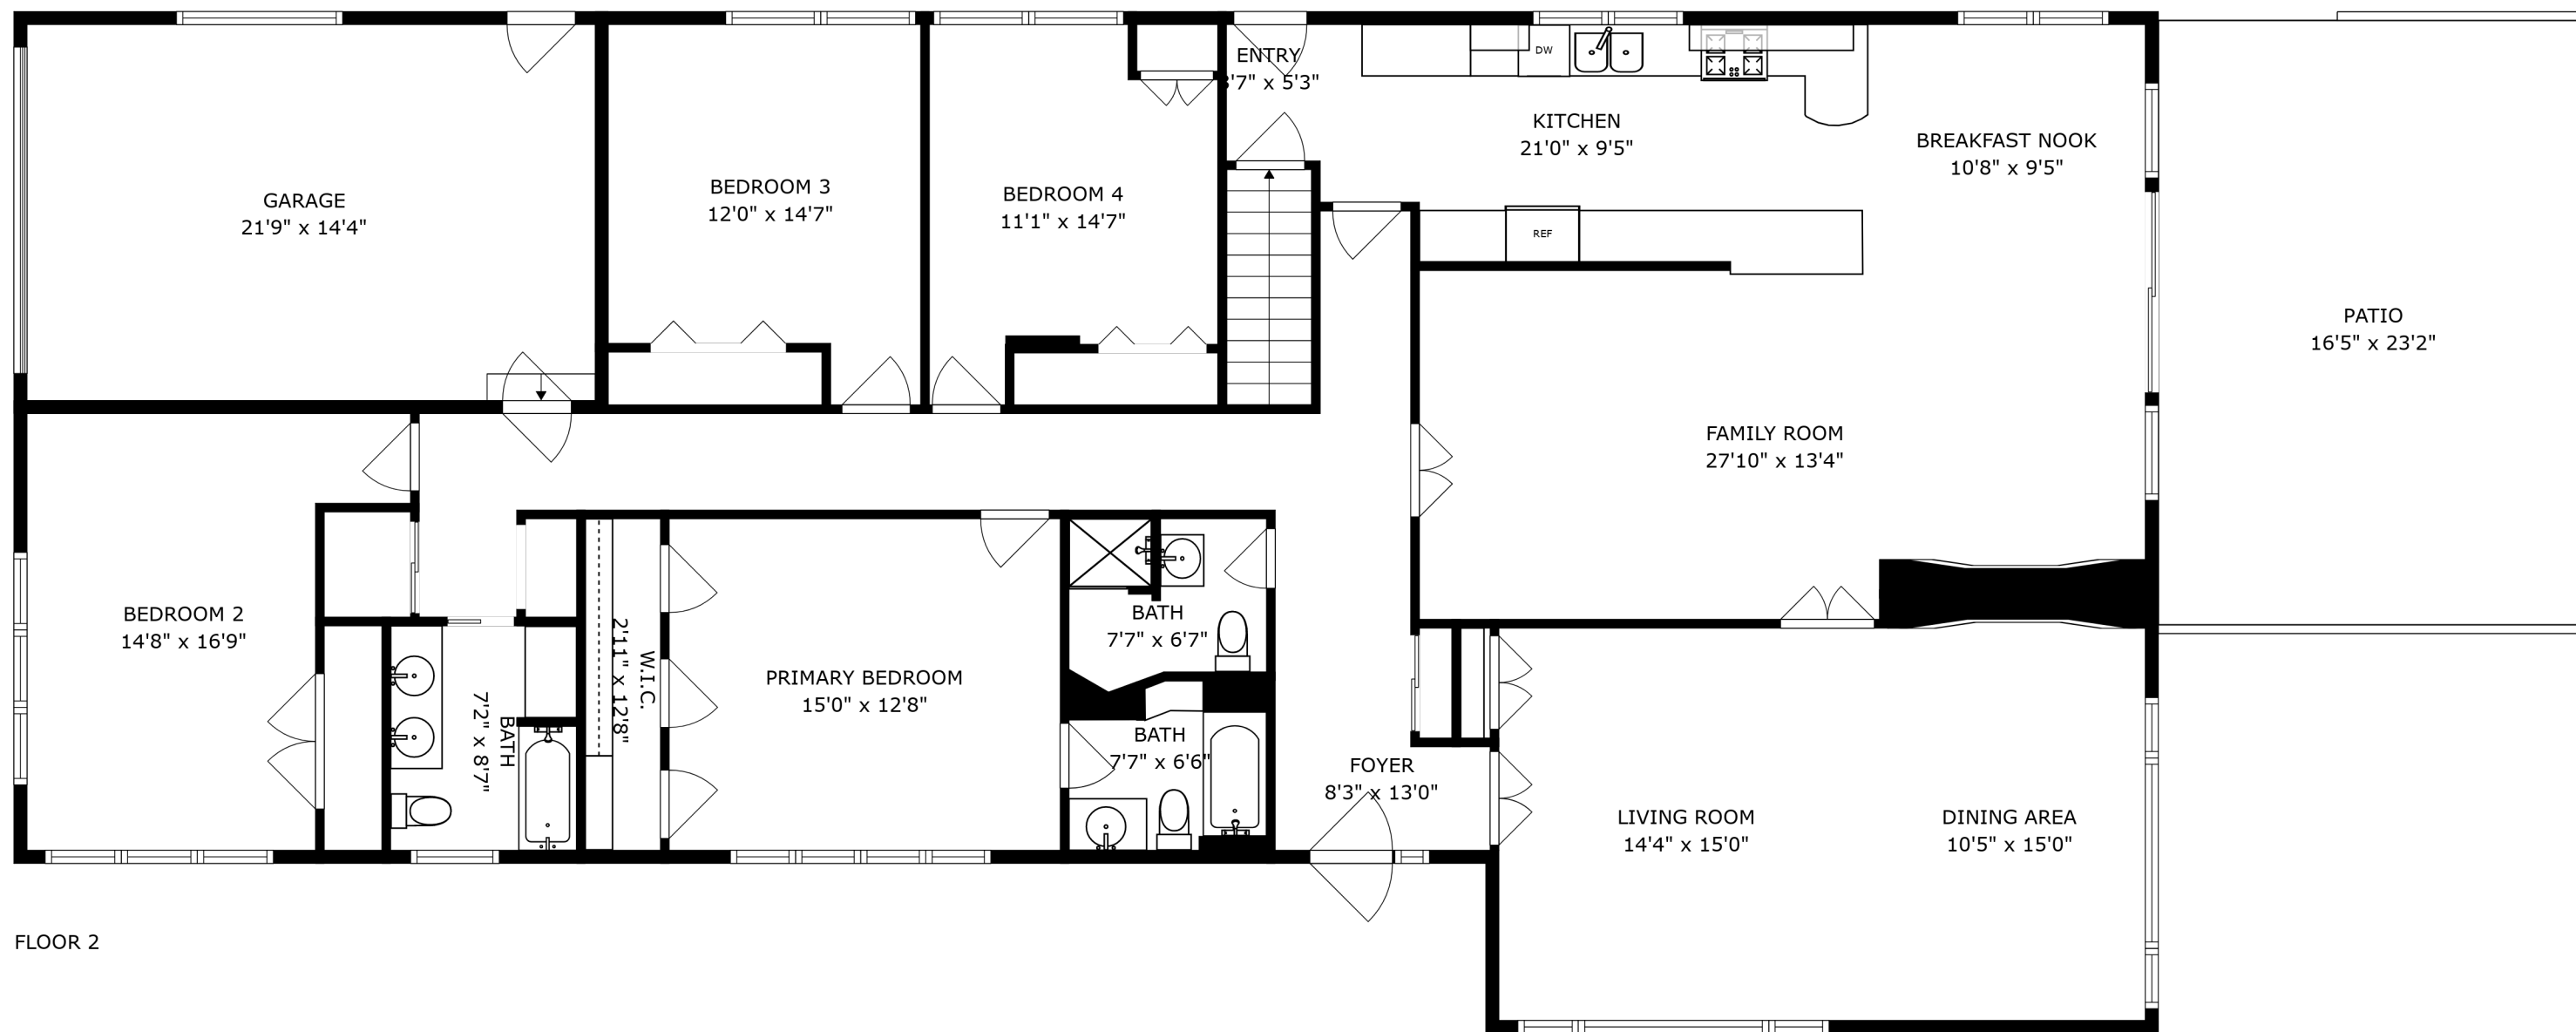 ENTRY
3'7" x 5'3"
DW
KITCHEN
21'0" x 9'5"
BREAKFAST NOOK
10'8" x 9'5"
GARAGE
21'9" x 14'4"
BEDROOM 3
12'0" x 14'7"
BEDROOM 4
11'1" x 14'7"
REF
PATIO
16'5" x 23'2"
FAMILY ROOM
27'10" x 13'4"
BEDROOM 2
14'8" x 16'9"
BATH
7'2" x 8'7"
W.I.C.
2'11" x 12'8"
PRIMARY BEDROOM
15'0" x 12'8"
BATH
7'7" x 6'7"
BATH
7'7" x 6'6"
FOYER
8'3" x 13'0"
LIVING ROOM
14'4" x 15'0"
DINING AREA
10'5" x 15'0"
FLOOR 2